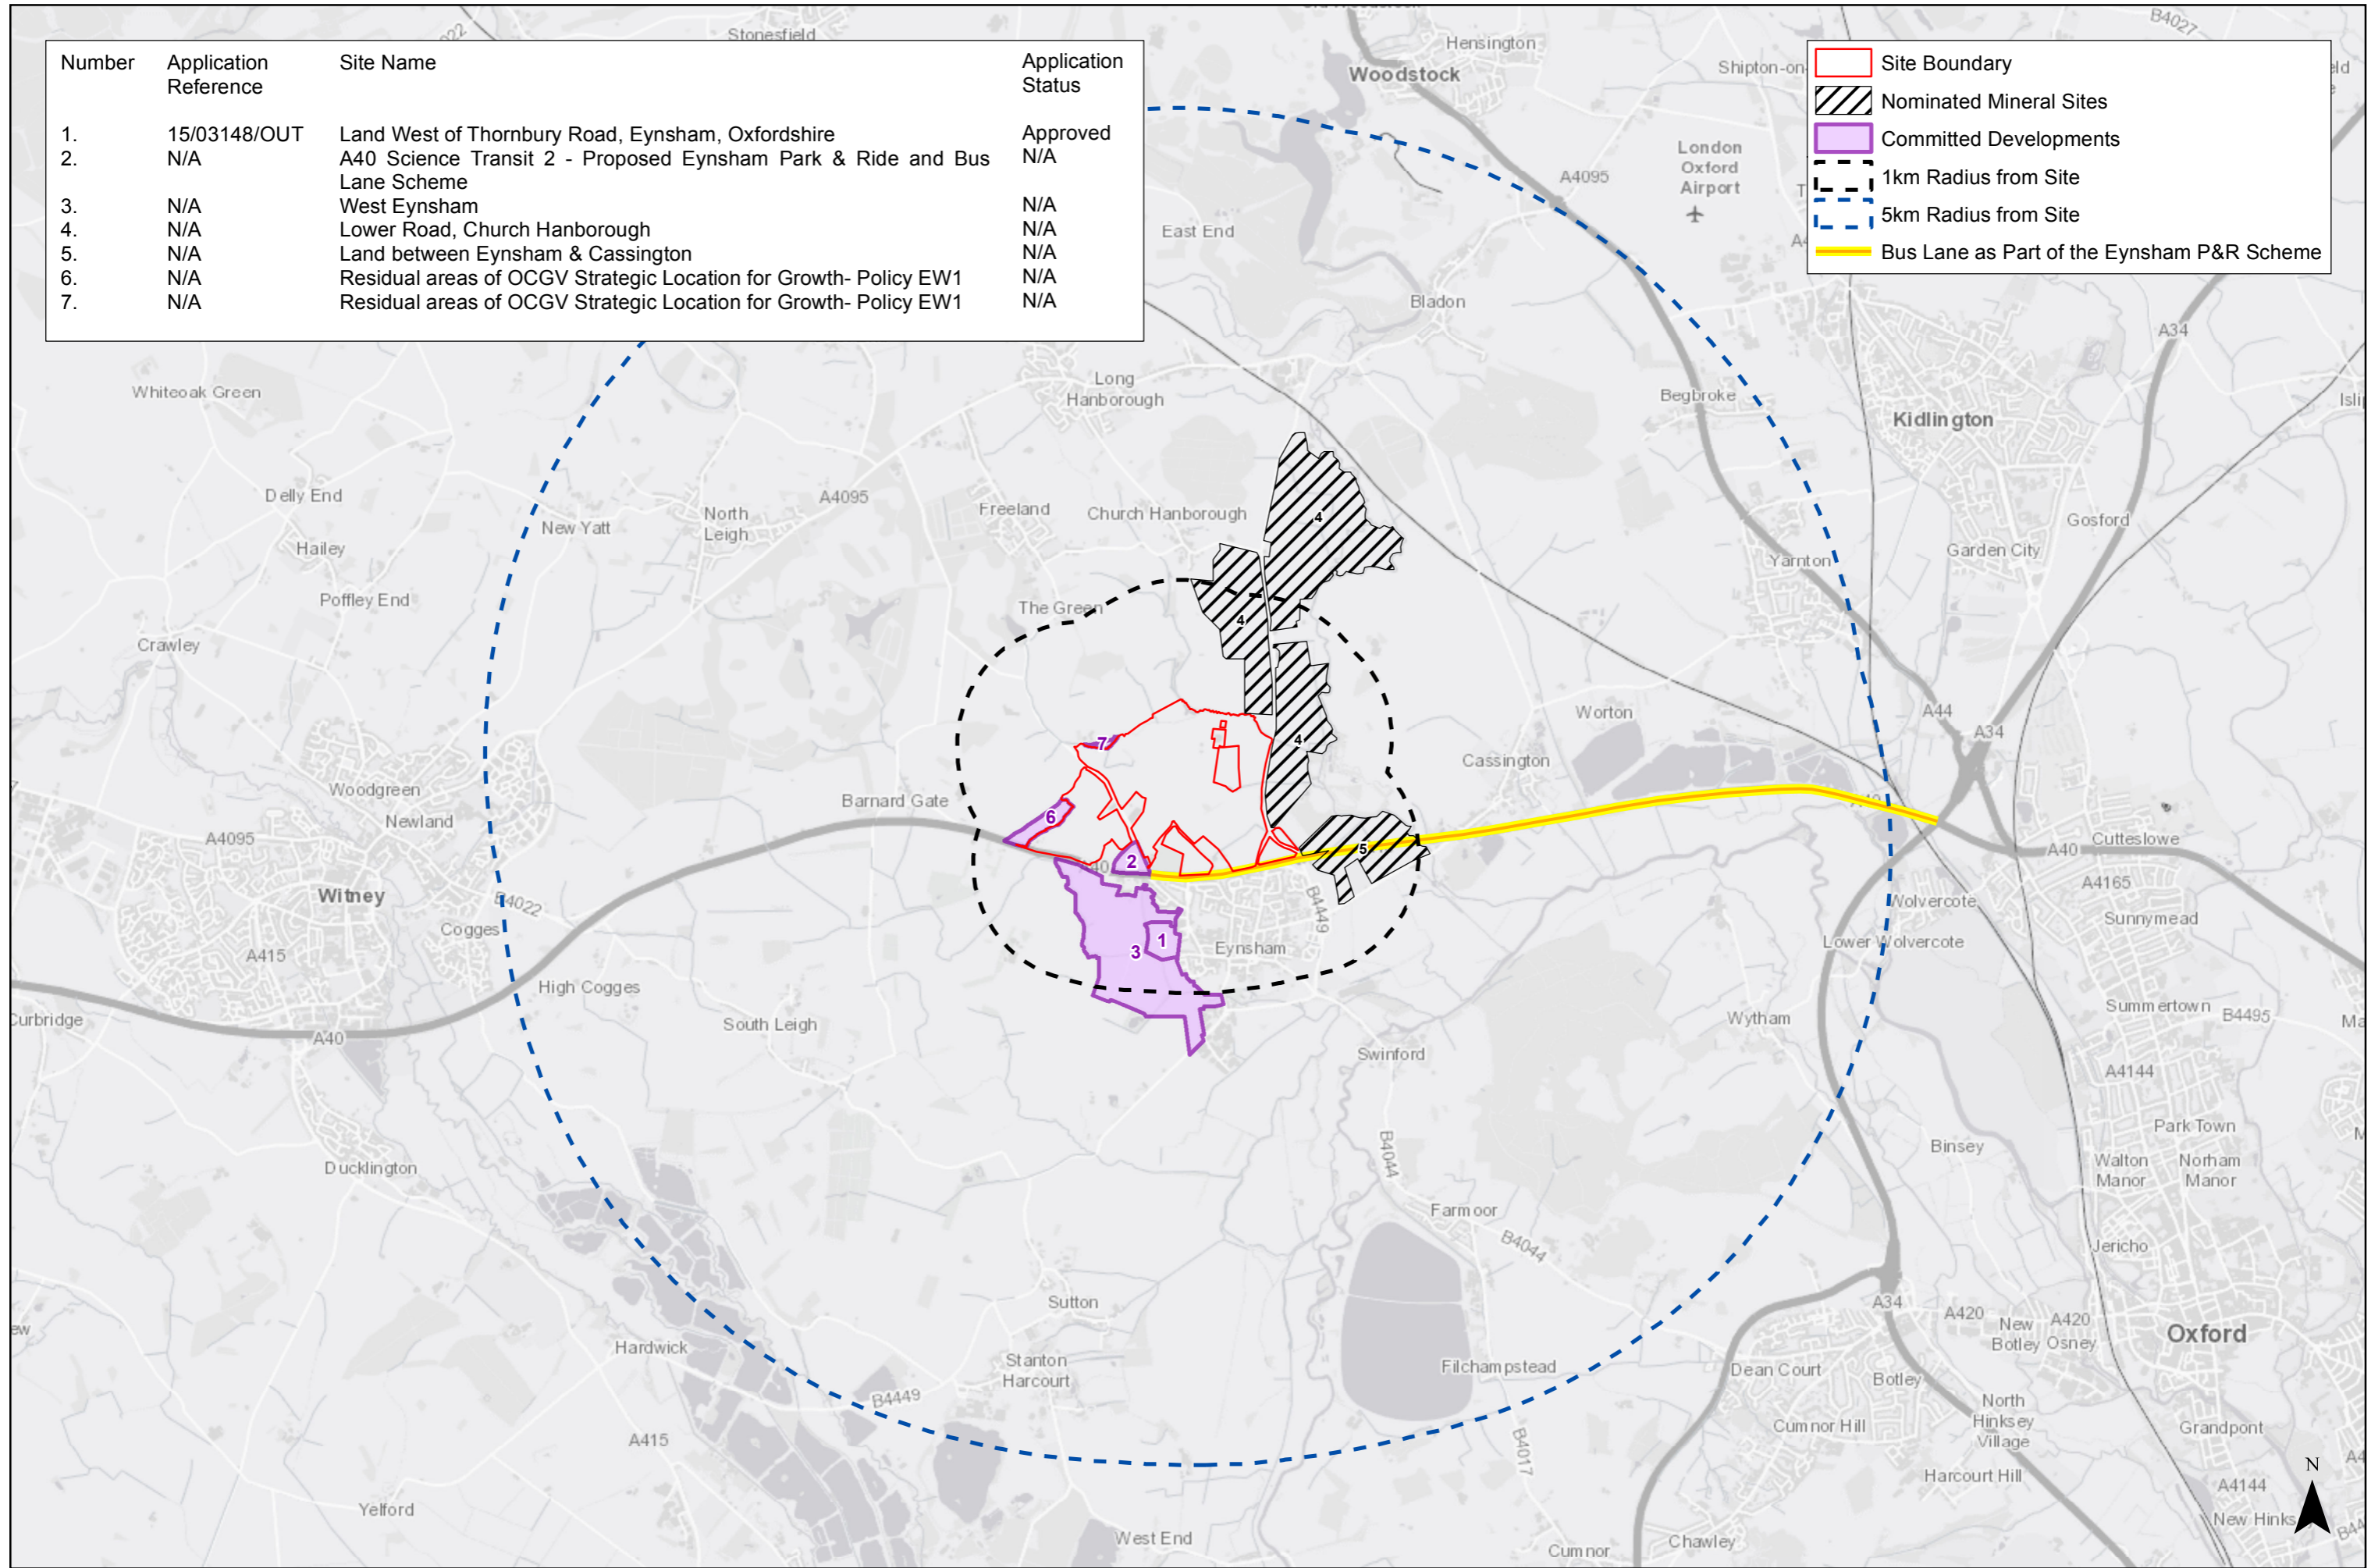 Number Application Reference Site Name Application Status
1. 15/03148/OUT Land West of Thornbury Road, Eynsham, Oxfordshire Approved
2. N/A A40 Science Transit 2 - Proposed Eynsham Park & Ride and Bus Lane Scheme N/A
3. N/A West Eynsham N/A
4. N/A Lower Road, Church Hanborough N/A
5. N/A Land between Eynsham & Cassington N/A
6. N/A Residual areas of OCGV Strategic Location for Growth- Policy EW1 N/A
7. N/A Residual areas of OCGV Strategic Location for Growth- Policy EW1 N/A
Site Boundary
Nominated Mineral Sites
Committed Developments
1km Radius from Site
5km Radius from Site
Bus Lane as Part of the Eynsham P&R Scheme
Stonesfield
Hensington
Woodstock
B4027
Shipton-on-
London
Oxford
Airport
A4095
East End
Bladon
A34
Whiteoak Green
Long
Hanborough
Begbroke
Kidlington
Delly End
New Yatt
North
Leigh
A4095
Freeland
Church Hanborough
4
Gosford
Hailey
Garden City
Yarnton
Poffley End
The Green
4
Crawley
Worton
A44
A34
7
4
Cassington
Woodgreen
Newland
Barnard Gate
6
A4095
2
5
Cutteslowe
A40
A4165
Witney
B4022
B4449
Wolvercote
Sunnymead
Cogges
A415
1
3
Eynsham
Lower Wolvercote
High Cogges
Curbridge
South Leigh
Wytham
Summertown
B4495
A40
Swinford
A4144
B4044
Park Town
Binsey
Ducklington
Walton
Manor
Norham
Manor
Farmoor
B4044
Jericho
Sutton
A34
A420
New
Botley
A420
Osney
Oxford
Hardwick
Stanton
Harcourt
Filchampstead
Dean Court
Botley
B4449
North
Hinksey
Village
Cumnor Hill
Grandpont
A415
B4017
Harcourt Hill
N
A4144
Yelford
West End
Cumnor
Chawley
New Hinks